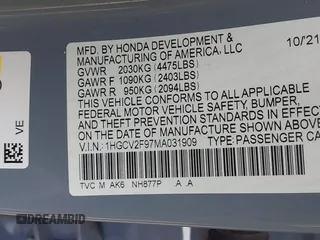 MFD. BY HONDA DEVELOPMENT &
MANUFACTURING OF AMERICA, LLC
10/21
GVWR 2030KG (4475LBS)
GAWR F 1090KG (2403LBS)
GAWR R 950KG (2094LBS)
THIS VEHICLE CONFORMS TO ALL APPLICABLE
FEDERAL MOTOR VEHICLE SAFETY, BUMPER,
AND THEFT PREVENTION STANDARDS IN
EFFECT ON THE DATE OF MANUFACTURE SHOWN ABOVE.
V.I.N.: 1HGCV2F97MA031909 TYPE: PASSENGER CA
TVC M AK6 NH877P .A .A
VE
DREAMBID